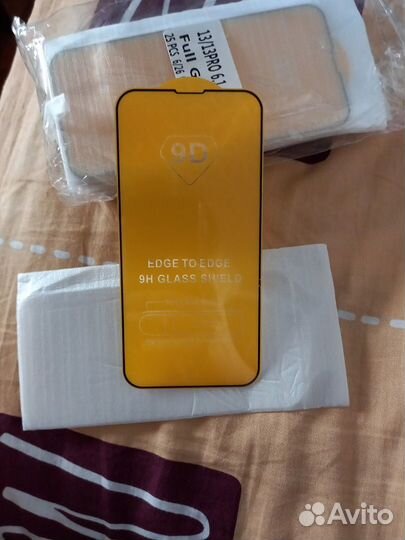 13/13PRO 6.1
Full G
25 PCS 6/26
9D
EDGE TO EDGE
9H GLASS SHIELD
Avito